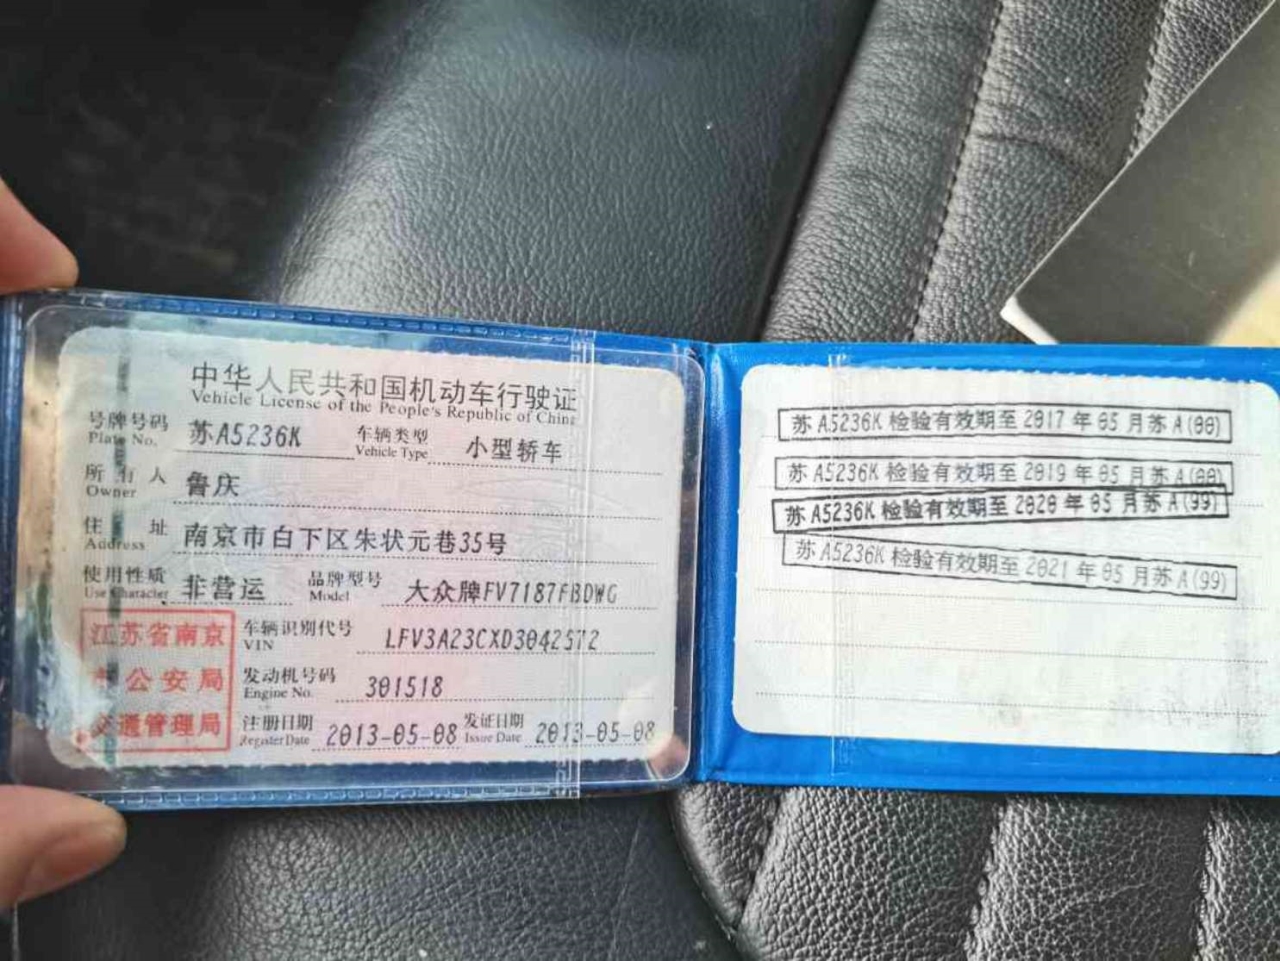 中华人民共和国机动车行驶证
Vehicle License of the People's Republic of China
号牌号码 苏A5236K 车辆类型 小型轿车
Plate No. Vehicle Type
所有人 鲁庆
Owner
住址 南京市白下区朱状元巷35号
Address
使用性质 非营运 品牌型号 大众牌FV7187FBDWG
Use Character Model
江苏省南京
市公安局
交通管理局
车辆识别代号 LFV3A23CXD3042572
VIN
发动机号码 301518
Engine No.
注册日期 2013-05-08 发证日期 2013-05-08
Register Date Issue Date
苏A5236K检验有效期至2017年05月苏A(00)
苏A5236K检验有效期至2019年05月苏A(00)
苏A5236K检验有效期至2020年05月苏A(99)
苏A5236K检验有效期至2021年05月苏A(99)